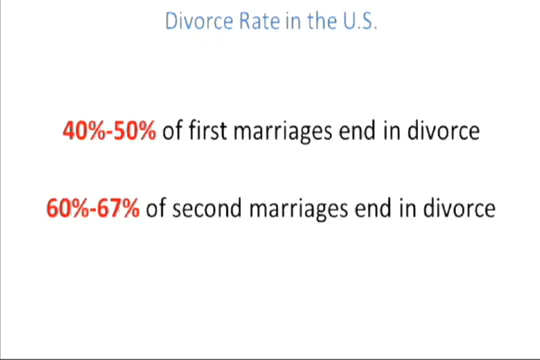 Divorce Rate in the U.S.
40%-50% of first marriages end in divorce
60%-67% of second marriages end in divorce